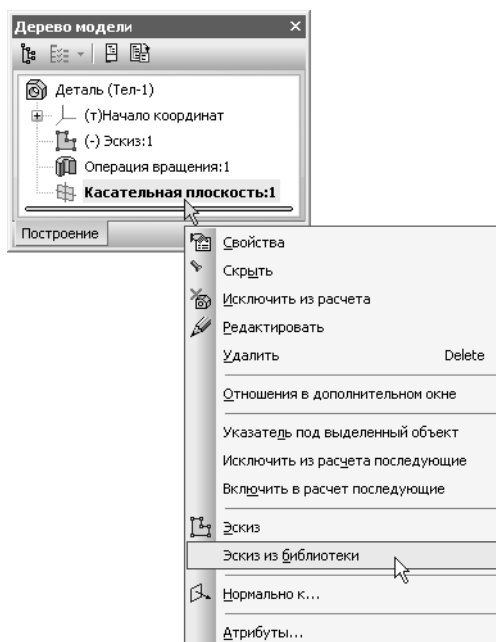 Дерево модели
Деталь (Тел-1)
(т)Начало координат
(-) Эскиз:1
Операция вращения:1
Касательная плоскость:1
Построение
Свойства
Скрыть
Исключить из расчета
Редактировать
Удалить Delete
Отношения в дополнительном окне
Указатель под выделенный объект
Исключить из расчета последующие
Включить в расчет последующие
Эскиз
Эскиз из библиотеки
Нормально к...
Атрибуты...